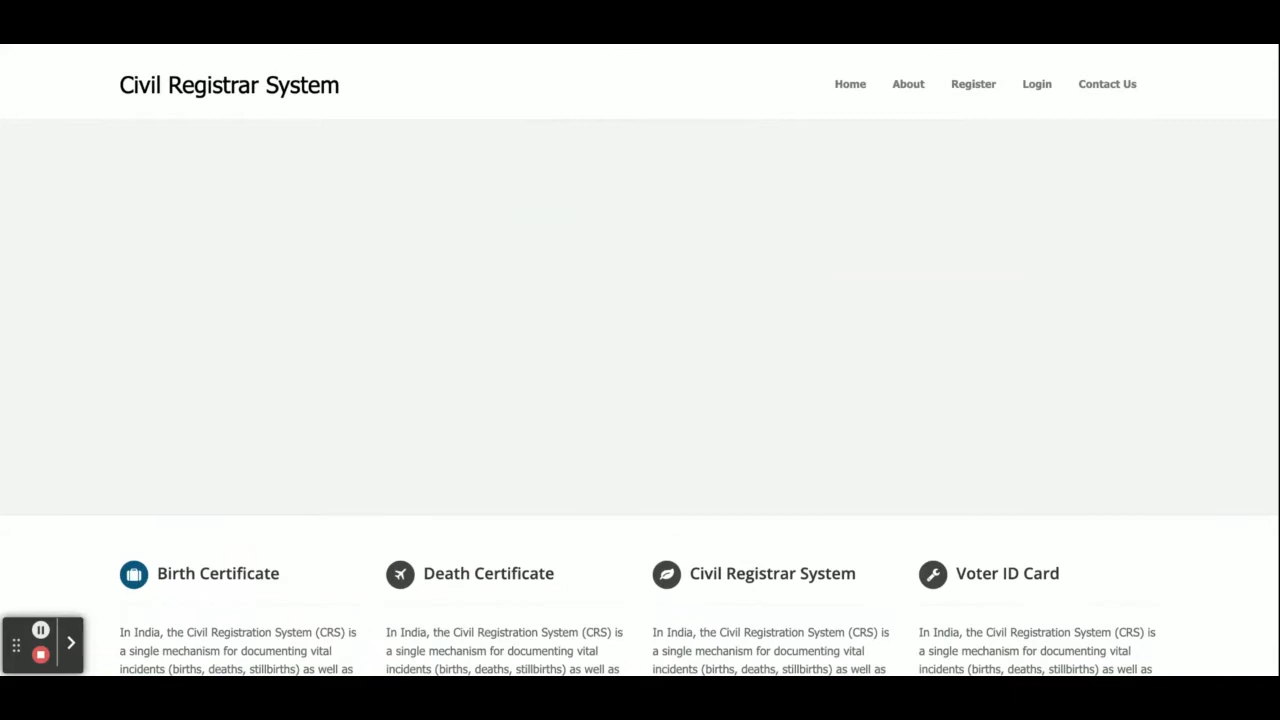 Civil Registrar System
Home About Register Login Contact Us
Birth Certificate
In India, the Civil Registration System (CRS) is
a single mechanism for documenting vital
incidents (births, deaths, stillbirths) as well as
Death Certificate
In India, the Civil Registration System (CRS) is
a single mechanism for documenting vital
incidents (births, deaths, stillbirths) as well as
Civil Registrar System
In India, the Civil Registration System (CRS) is
a single mechanism for documenting vital
incidents (births, deaths, stillbirths) as well as
Voter ID Card
In India, the Civil Registration System (CRS) is
a single mechanism for documenting vital
incidents (births, deaths, stillbirths) as well as